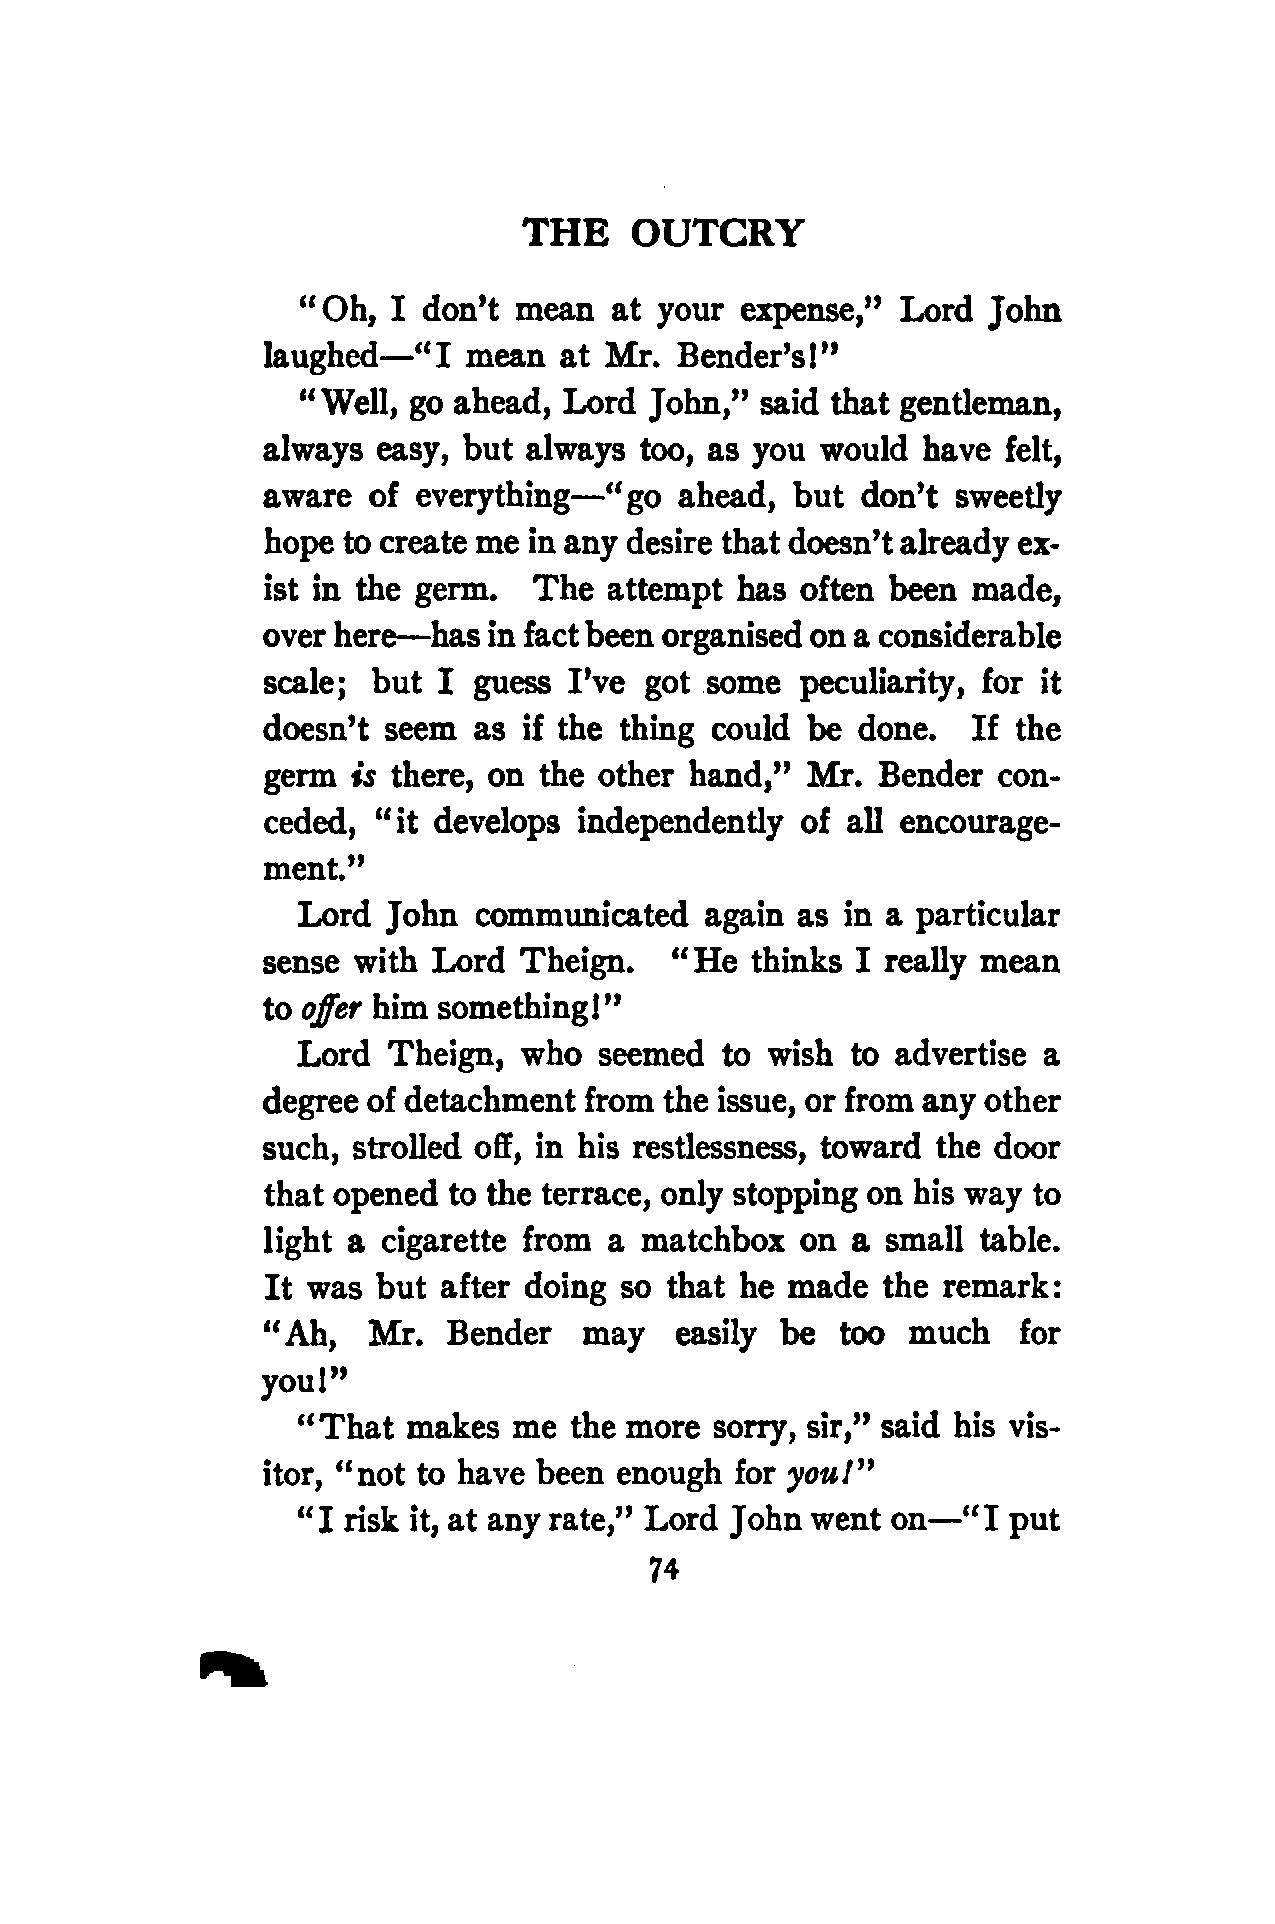 THE OUTCRY
“Oh, I don’t mean at your expense,” Lord John
laughed—“I mean at Mr. Bender’s!”
“Well, go ahead, Lord John,” said that gentleman,
always easy, but always too, as you would have felt,
aware of everything—“go ahead, but don’t sweetly
hope to create me in any desire that doesn’t already ex-
ist in the germ. The attempt has often been made,
over here—has in fact been organised on a considerable
scale; but I guess I’ve got some peculiarity, for it
doesn’t seem as if the thing could be done. If the
germ is there, on the other hand,” Mr. Bender con-
ceded, “it develops independently of all encourage-
ment.”
Lord John communicated again as in a particular
sense with Lord Theign. “He thinks I really mean
to offer him something!”
Lord Theign, who seemed to wish to advertise a
degree of detachment from the issue, or from any other
such, strolled off, in his restlessness, toward the door
that opened to the terrace, only stopping on his way to
light a cigarette from a matchbox on a small table.
It was but after doing so that he made the remark:
“Ah, Mr. Bender may easily be too much for
you!”
“That makes me the more sorry, sir,” said his vis-
itor, “not to have been enough for you!”
“I risk it, at any rate,” Lord John went on—“I put
74